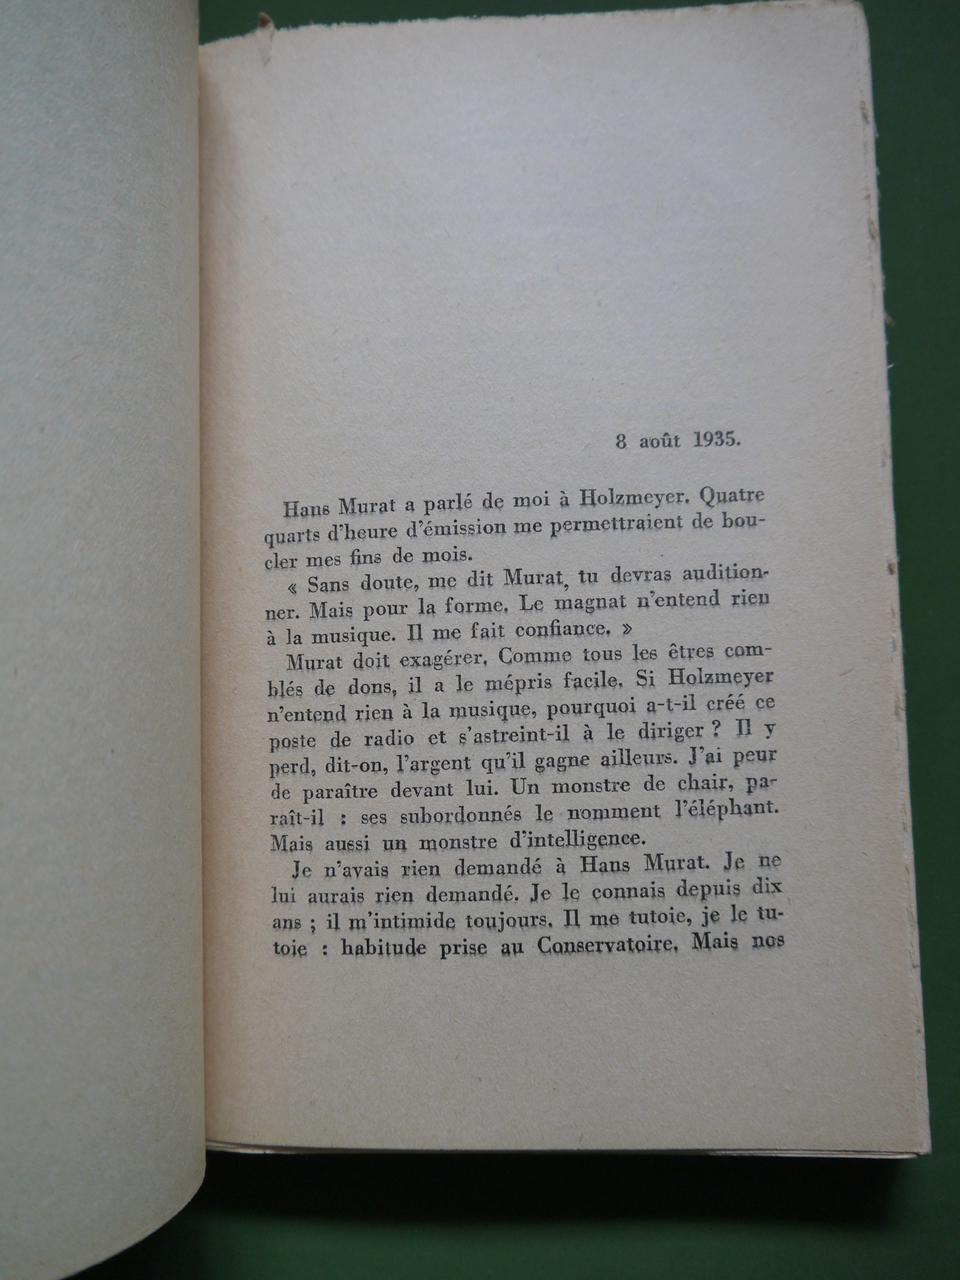 8 août 1935.
Hans Murat a parlé de moi à Holzmeyer. Quatre
quarts d'heure d'émission me permettraient de bou-
cler mes fins de mois.
« Sans doute, me dit Murat, tu devras audition-
ner. Mais pour la forme. Le magnat n'entend rien
à la musique. Il me fait confiance. »
Murat doit exagérer. Comme tous les êtres com-
blés de dons, il a le mépris facile. Si Holzmeyer
n'entend rien à la musique, pourquoi a-t-il créé ce
poste de radio et s'astreint-il à le diriger ? Il y
perd, dit-on, l'argent qu'il gagne ailleurs. J'ai peur
de paraître devant lui. Un monstre de chair, pa-
raît-il : ses subordonnés le nomment l'éléphant.
Mais aussi un monstre d'intelligence.
Je n'avais rien demandé à Hans Murat. Je ne
lui aurais rien demandé. Je le connais depuis dix
ans ; il m'intimide toujours. Il me tutoie, je le tu-
toie : habitude prise au Conservatoire. Mais nos